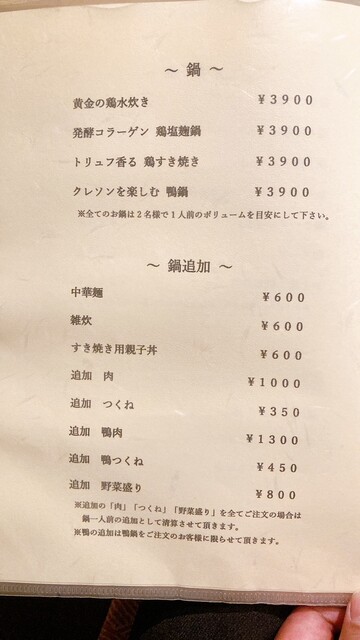 ～ 鍋 ～
黄金の鶏水炊き ¥3900
発酵コラーゲン 鶏塩麹鍋 ¥3900
トリュフ香る 鶏すき焼き ¥3900
クレソンを楽しむ 鴨鍋 ¥3900
※全てのお鍋は2名様で1人前のボリュームを目安にして下さい。
～ 鍋追加 ～
中華麺 ¥600
雑炊 ¥600
すき焼き用親子丼 ¥600
追加 肉 ¥1000
追加 つくね ¥350
追加 鴨肉 ¥1300
追加 鴨つくね ¥450
追加 野菜盛り ¥800
※追加の「肉」「つくね」「野菜盛り」を全てご注文の場合は
鍋一人前の追加として清算させて頂きます。
※鴨の追加は鴨鍋をご注文のお客様に限らせて頂きます。